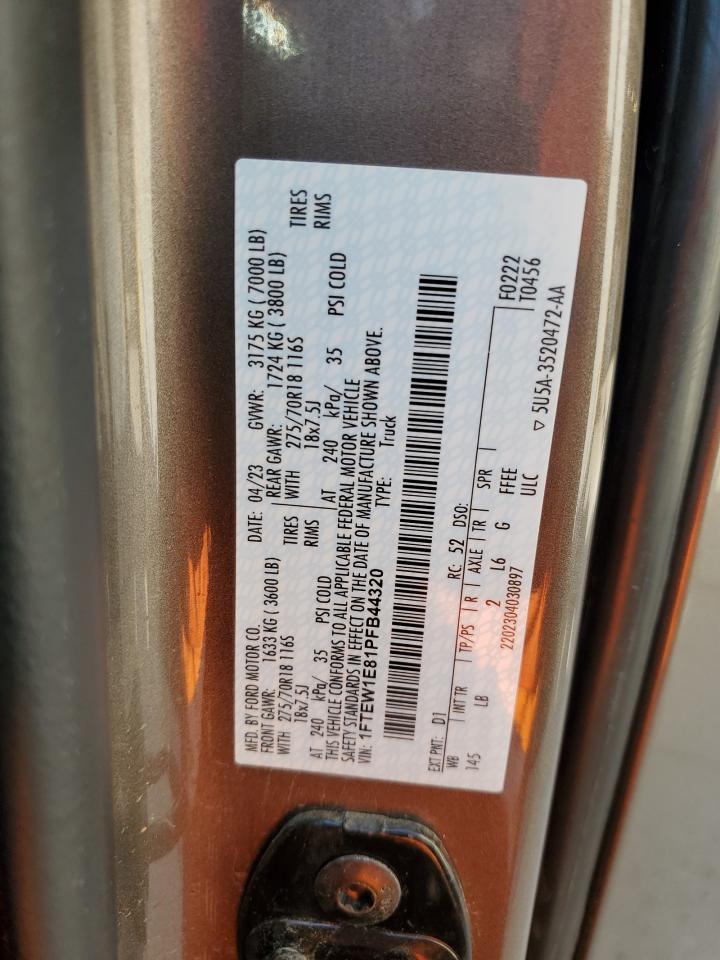 MFD. BY FORD MOTOR CO. DATE: 04/23 GVWR: 3175 KG ( 7000 LB)
FRONT GAWR: 1633 KG ( 3600 LB) REAR GAWR: 1724 KG ( 3800 LB)
WITH 275/70R18 116S TIRES WITH 275/70R18 116S TIRES
18x7.5J RIMS 18x7.5J RIMS
AT 240 kPa/ 35 PSI COLD AT 240 kPa/ 35 PSI COLD
THIS VEHICLE CONFORMS TO ALL APPLICABLE FEDERAL MOTOR VEHICLE
SAFETY STANDARDS IN EFFECT ON THE DATE OF MANUFACTURE SHOWN ABOVE.
VIN: 1FTEW1E81PFB44320 TYPE: Truck
EXT PNT: D1 RC: 52 DSO: F0222
WB INT TR TP/PS R AXLE TR SPR T0456
145 LB 2 L6 G FFEE
2202304030897 ULC ▽ 5U5A-3520472-AA